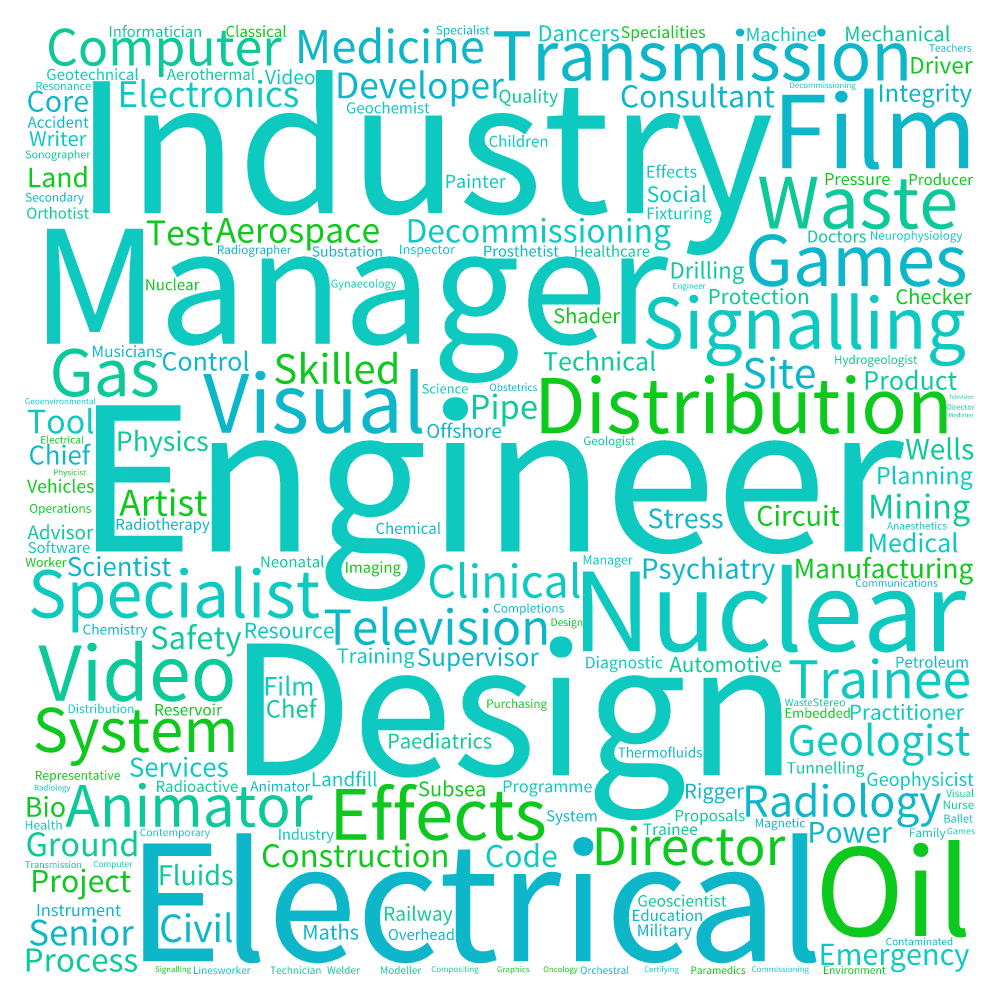 Informatician Classical Specialist
Computer Medicine Transmission Dancers Specialities Machine Mechanical
Teachers
Geotechnical Aerothermal Video Developer Driver
Resonance Electronics Quality Consultant Decommissioning Integrity
Core Geochemist
Industry Film
Accident
Writer Children
Sonographer Effects
Land Painter Social Waste Pressure Producer
Secondary
Orthotist Fixturing
Test Aerospace Decommissioning Doctors Neurophysiology
Radiographer Substation Inspector Prosthetist Healthcare
Manager Drilling Games
Nuclear Gynaecology Engineer
Shader Protection Checker
Signalling
Musicians Control Skilled Technical Site Hydrogeologist
Gas Visual Science Obstetrics Distribution Product
Geoenvironmental Television
Tool Pipe Director
Medicine
Offshore
Electrical Physics Geologist Wells
Chief Engineer
Physicist Planning
Vehicles Artist
Operations Stress Circuit Mining
Radiotherapy Chemical Anaesthetics
Advisor Medical
Software
Worker Scientist Neonatal Imaging Manager Psychiatry Manufacturing
Specialist Clinical Nuclear Communications
Completions
Chemistry Safety Resource Television Design
Training Supervisor Diagnostic Automotive Petroleum
Video Film Design Trainee
Distribution Reservoir Chef Purchasing Waste Stereo
Embedded Practitioner
System Paediatrics Geologist
Thermofluids
Services Tunnelling
Representative Geophysicist
Radiology Radioactive Animator Landfill Subsea Programme Rigger Radiology Visual
Bio Animator Effects Nurse
Health System Proposals Magnetic Ballet
Contemporary Industry Trainee Power Family Games
Ground
Transmission Computer Construction Code Director Oil
Project Fluids Electrical
Geoscientist
Instrument Railway Education
Senior Civil Maths Overhead Military
Contaminated
Process Emergency
Signalling Linesworker Technician Welder Modeller Compositing Graphics Oncology Orchestral Certifying Paramedics Commissioning Environment